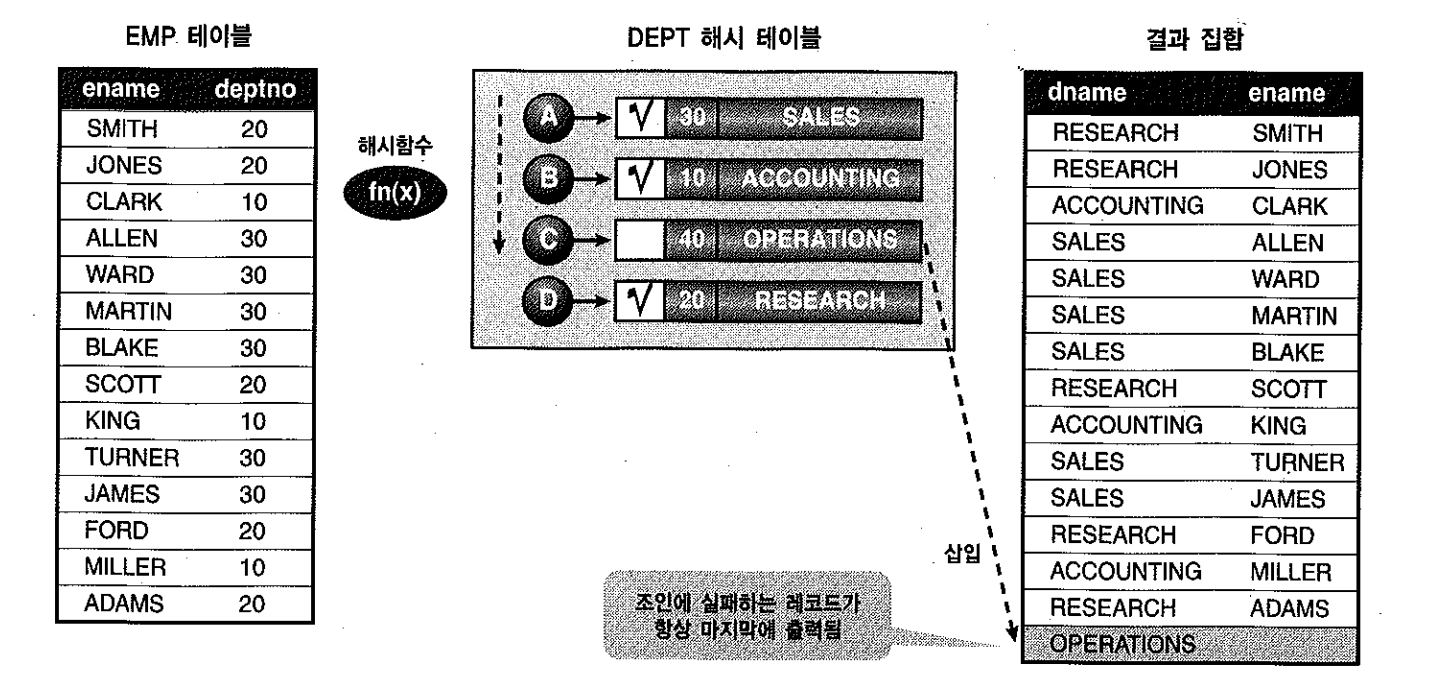 EMP 테이블
ename deptno
SMITH 20
JONES 20
CLARK 10
ALLEN 30
WARD 30
MARTIN 30
BLAKE 30
SCOTT 20
KING 10
TURNER 30
JAMES 30
FORD 20
MILLER 10
ADAMS 20
해시함수
fn(x)
DEPT 해시 테이블
A √ 30 SALES
B √ 10 ACCOUNTING
C 40 OPERATIONS
D √ 20 RESEARCH
삽입
조인에 실패하는 레코드가
항상 마지막에 출력됨
결과 집합
dname ename
RESEARCH SMITH
RESEARCH JONES
ACCOUNTING CLARK
SALES ALLEN
SALES WARD
SALES MARTIN
SALES BLAKE
RESEARCH SCOTT
ACCOUNTING KING
SALES TURNER
SALES JAMES
RESEARCH FORD
ACCOUNTING MILLER
RESEARCH ADAMS
OPERATIONS